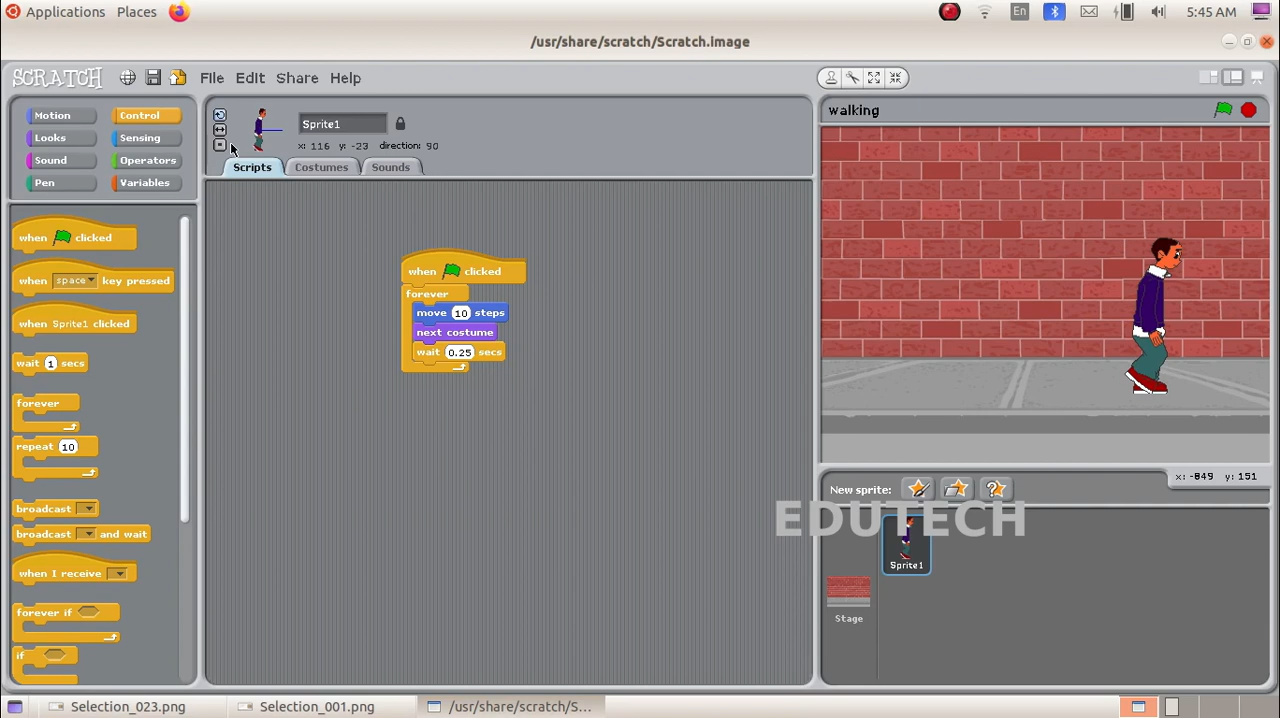 Applications Places En 5:45 AM
/usr/share/scratch/Scratch.image
SCRATCH File Edit Share Help
Motion Control
Looks Sensing
Sound Operators
Pen Variables
Sprite1
x: 116 y: -23 direction: 90
Scripts Costumes Sounds
walking
when clicked
when space key pressed
when Sprite1 clicked
wait 1 secs
forever
repeat 10
broadcast
broadcast and wait
when I receive
forever if
if
when clicked
forever
move 10 steps
next costume
wait 0.25 secs
x: -849 y: 151
New sprite:
EDUTECH
Sprite1
Stage
Selection_023.png Selection_001.png /usr/share/scratch/S...